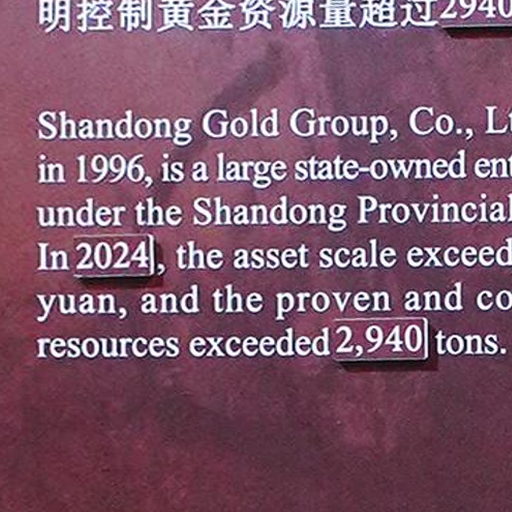 明控制黄金资源量超过2940
Shandong Gold Group, Co., Lt
in 1996, is a large state-owned ent
under the Shandong Provincial
In 2024, the asset scale exceed
yuan, and the proven and co
resources exceeded 2,940 tons.